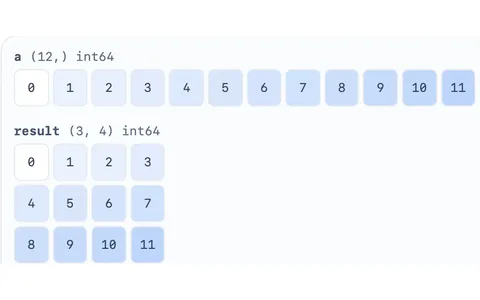 a (12,) int64
0 1 2 3 4 5 6 7 8 9 10 11
result (3, 4) int64
0 1 2 3
4 5 6 7
8 9 10 11